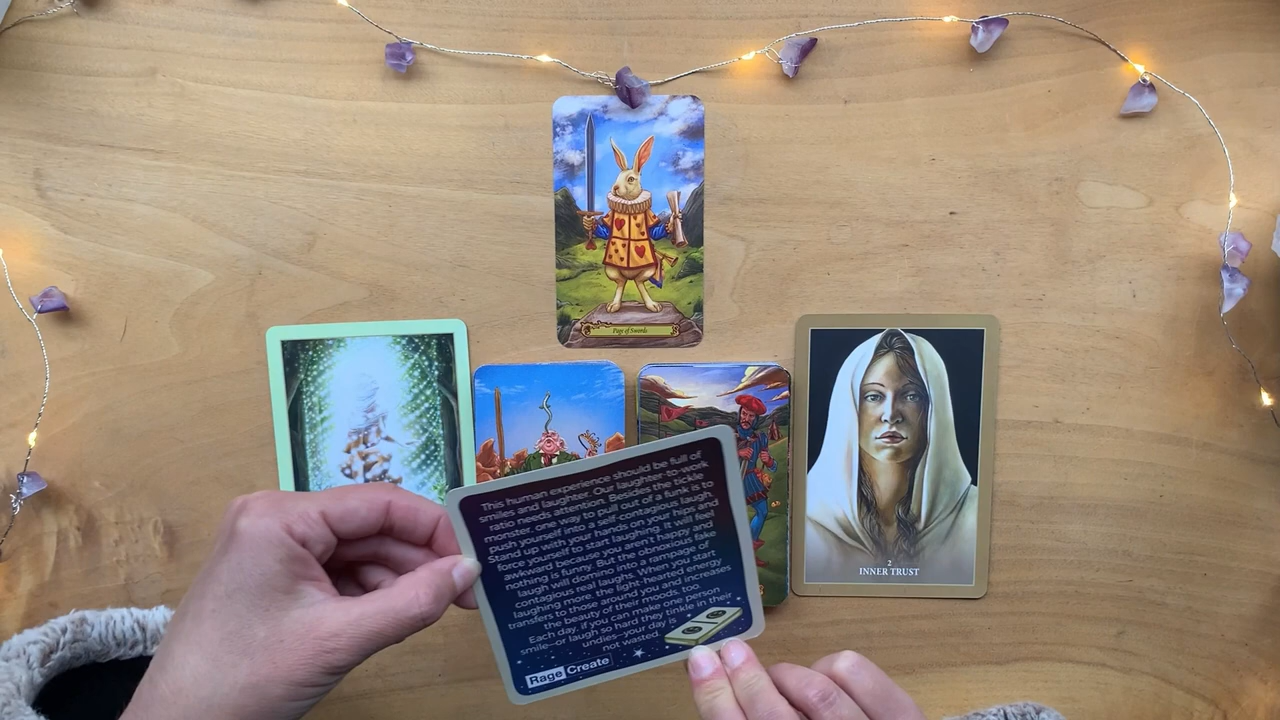 Page of Swords
This human experience should be full of
smiles and laughter. Our laughter-to-work
ratio needs attention. Besides the tickle
monster, one way to pull out of a funk is to
push yourself into a self-contagious laugh.
Stand up with your hands on your hips and
force yourself to start laughing. It will feel
awkward because you aren't happy and
nothing is funny. But the obnoxious fake
laugh will domino into a rampage of
contagious real laughs. When you start
laughing more, the light-hearted energy
transfers to those around you and increases
the beauty of their moods, too.
Each day, if you can make one person
smile–or laugh so hard they tinkle in their
undies–your day is
not wasted.
Rage Create
2
INNER TRUST